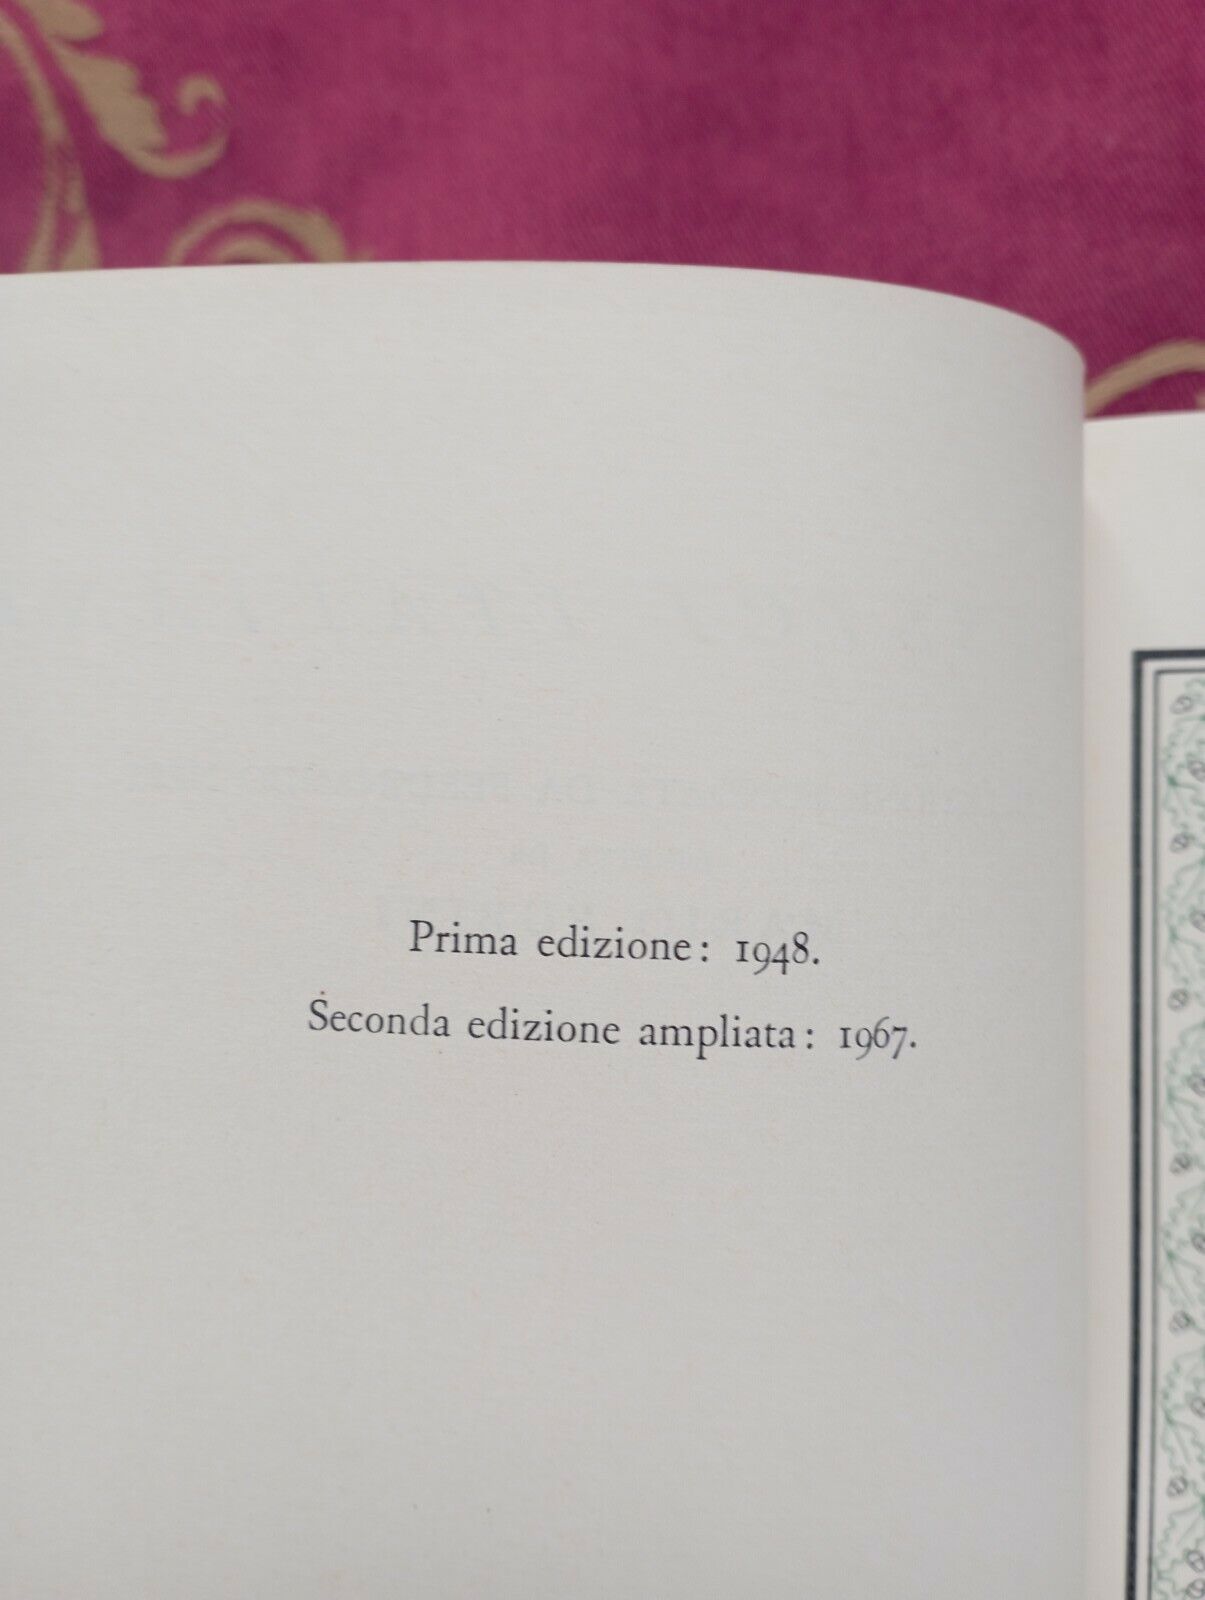 Prima edizione: 1948.
Seconda edizione ampliata: 1967.